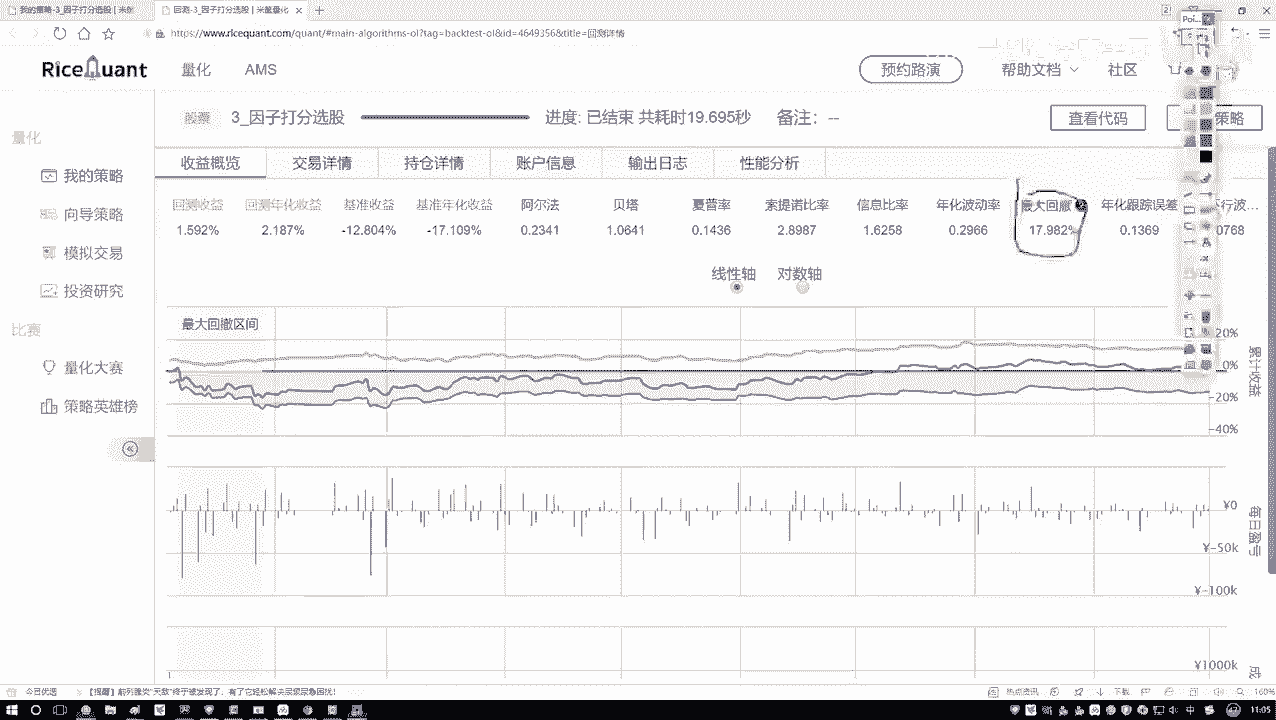 我的策略-3_因子打分选股 | 米筐
回测-3_因子打分选股 | 米筐量化
https://www.ricequant.com/quant/#main-algorithms-ol?tag=backtest-ol&id=4649356&title=回测详情
RiceQuant 量化 AMS 预约路演 帮助文档 社区
股票 3_因子打分选股 进度: 已结束 共耗时19.695秒 备注: -- 查看代码 策略
量化
我的策略
向导策略
模拟交易
投资研究
比赛
量化大赛
策略英雄榜
收益概览 交易详情 持仓详情 账户信息 输出日志 性能分析
回测收益 回测年化收益 基准收益 基准年化收益 阿尔法 贝塔 夏普率 索提诺比率 信息比率 年化波动率 最大回撤 年化跟踪误差
1.592% 2.187% -12.804% -17.109% 0.2341 1.0641 0.1436 2.8987 1.6258 0.2966 17.982% 0.1369 0768
线性轴 对数轴
最大回撤区间
20%
0%
-20%
-40%
累计收益
¥0
¥-50k
¥-100k
每日盈亏
¥1000k
今日优选
热点资讯 下载 160%
中 11:05